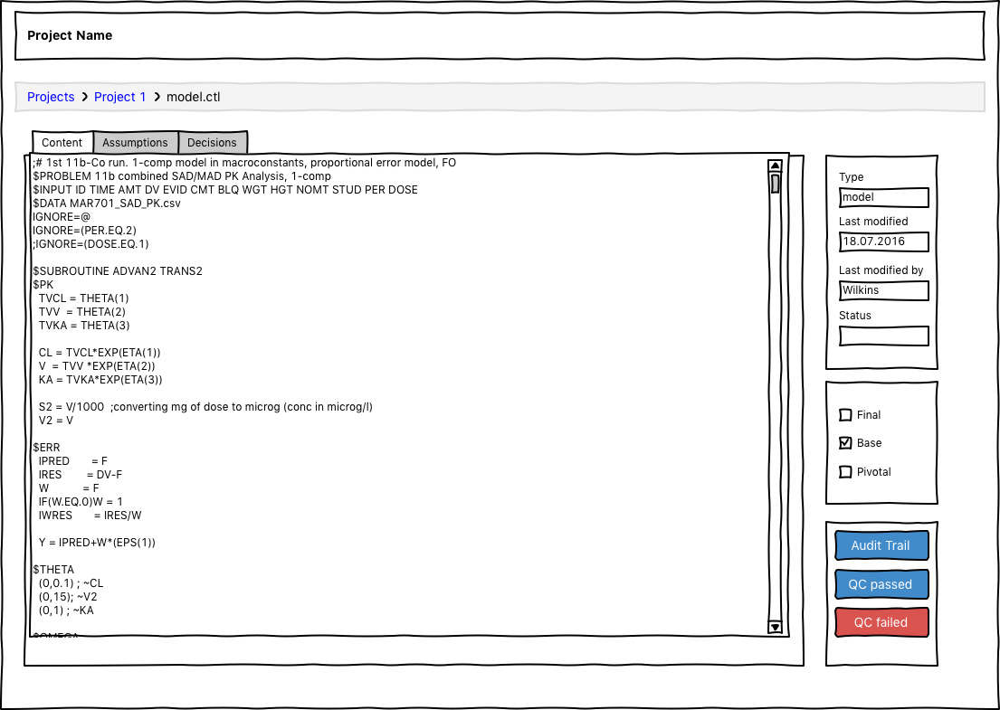 Project Name
Projects > Project 1 > model.ctl
Content Assumptions Decisions
;# 1st 11b-Co run. 1-comp model in macroconstants, proportional error model, FO
$PROBLEM 11b combined SAD/MAD PK Analysis, 1-comp
$INPUT ID TIME AMT DV EVID CMT BLQ WGT HGT NOMT STUD PER DOSE
$DATA MAR701_SAD_PK.csv
IGNORE=@
IGNORE=(PER.EQ.2)
;IGNORE=(DOSE.EQ.1)
$SUBROUTINE ADVAN2 TRANS2
$PK
TVCL = THETA(1)
TVV = THETA(2)
TVKA = THETA(3)
CL = TVCL*EXP(ETA(1))
V = TVV *EXP(ETA(2))
KA = TVKA*EXP(ETA(3))
S2 = V/1000 ;converting mg of dose to microg (conc in microg/l)
V2 = V
$ERR
IPRED = F
IRES = DV-F
W = F
IF(W.EQ.0)W = 1
IWRES = IRES/W
Y = IPRED+W*(EPS(1))
$THETA
(0,0.1) ; ~CL
(0,15); ~V2
(0,1) ; ~KA
$OMEGA
Type
model
Last modified
18.07.2016
Last modified by
Wilkins
Status
Final
Base
Pivotal
Audit Trail
QC passed
QC failed